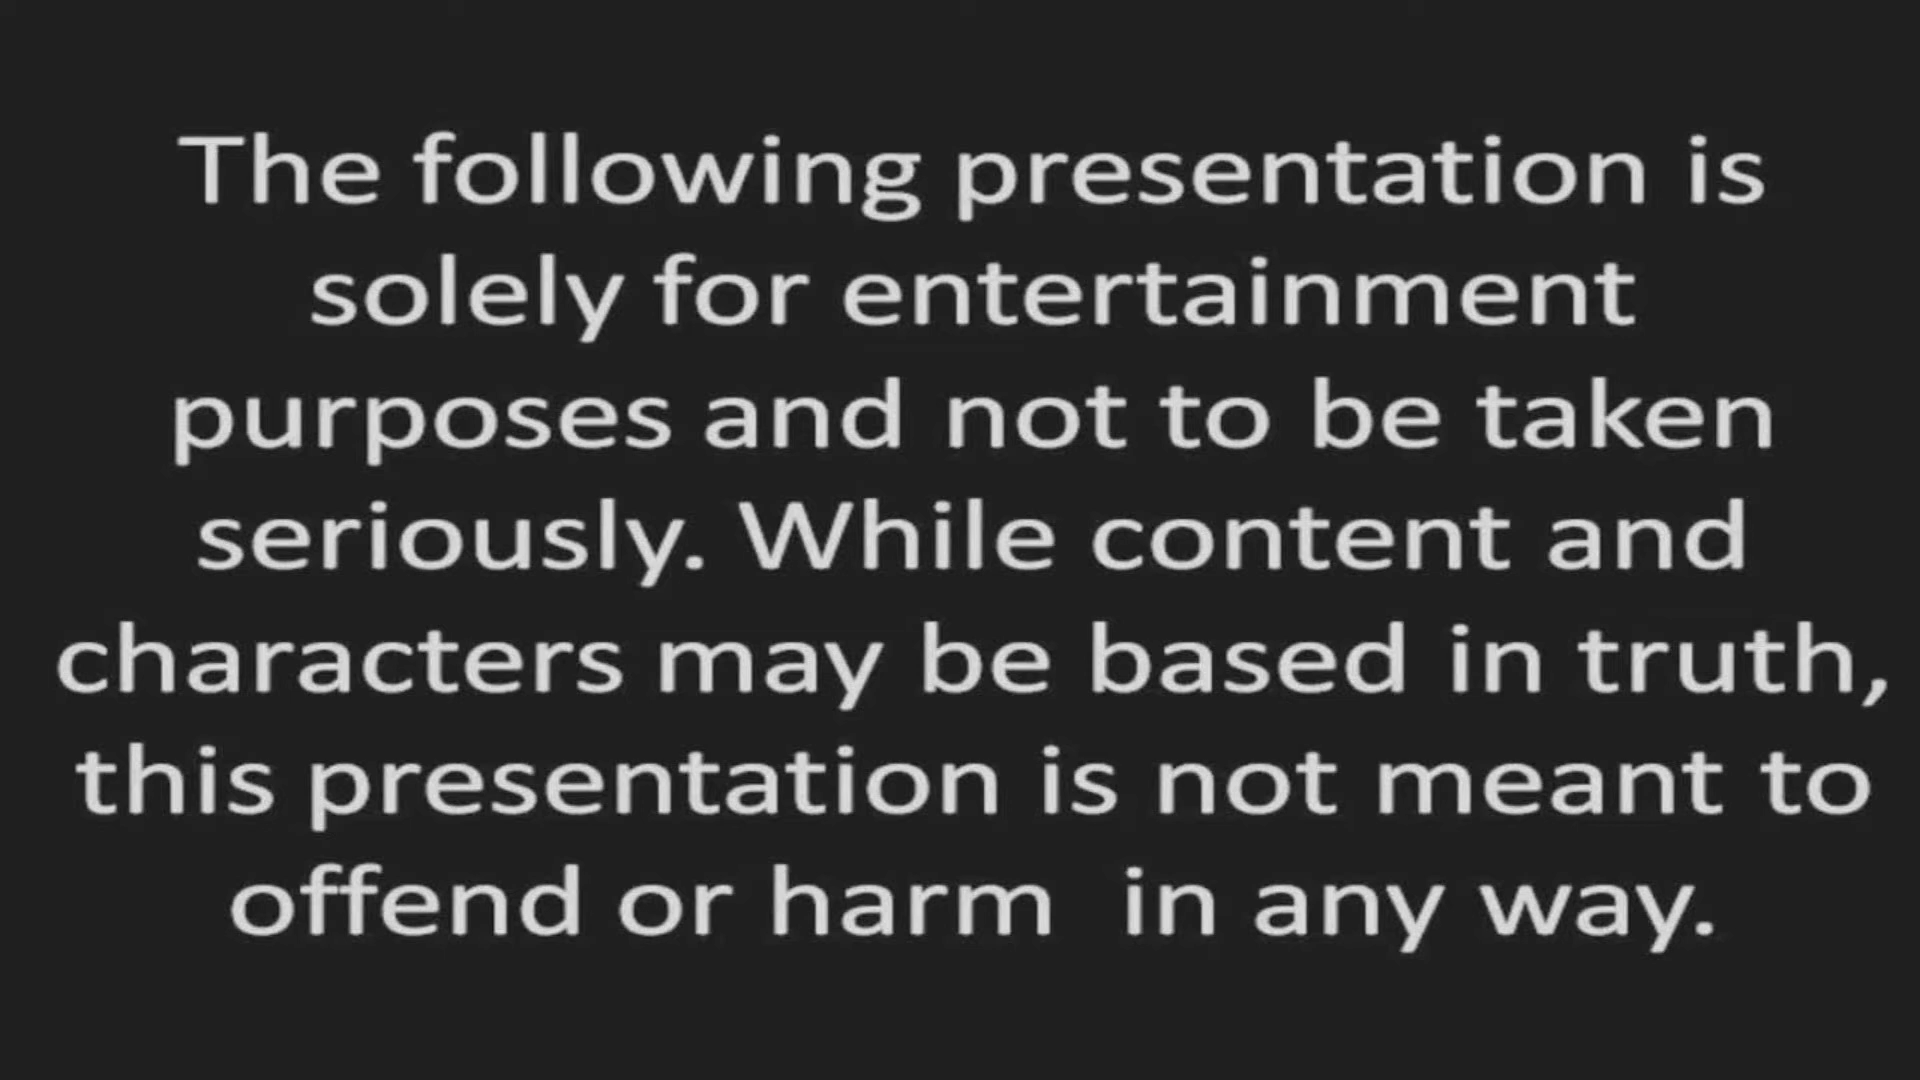 The following presentation is
solely for entertainment
purposes and not to be taken
seriously. While content and
characters may be based in truth,
this presentation is not meant to
offend or harm  in any way.